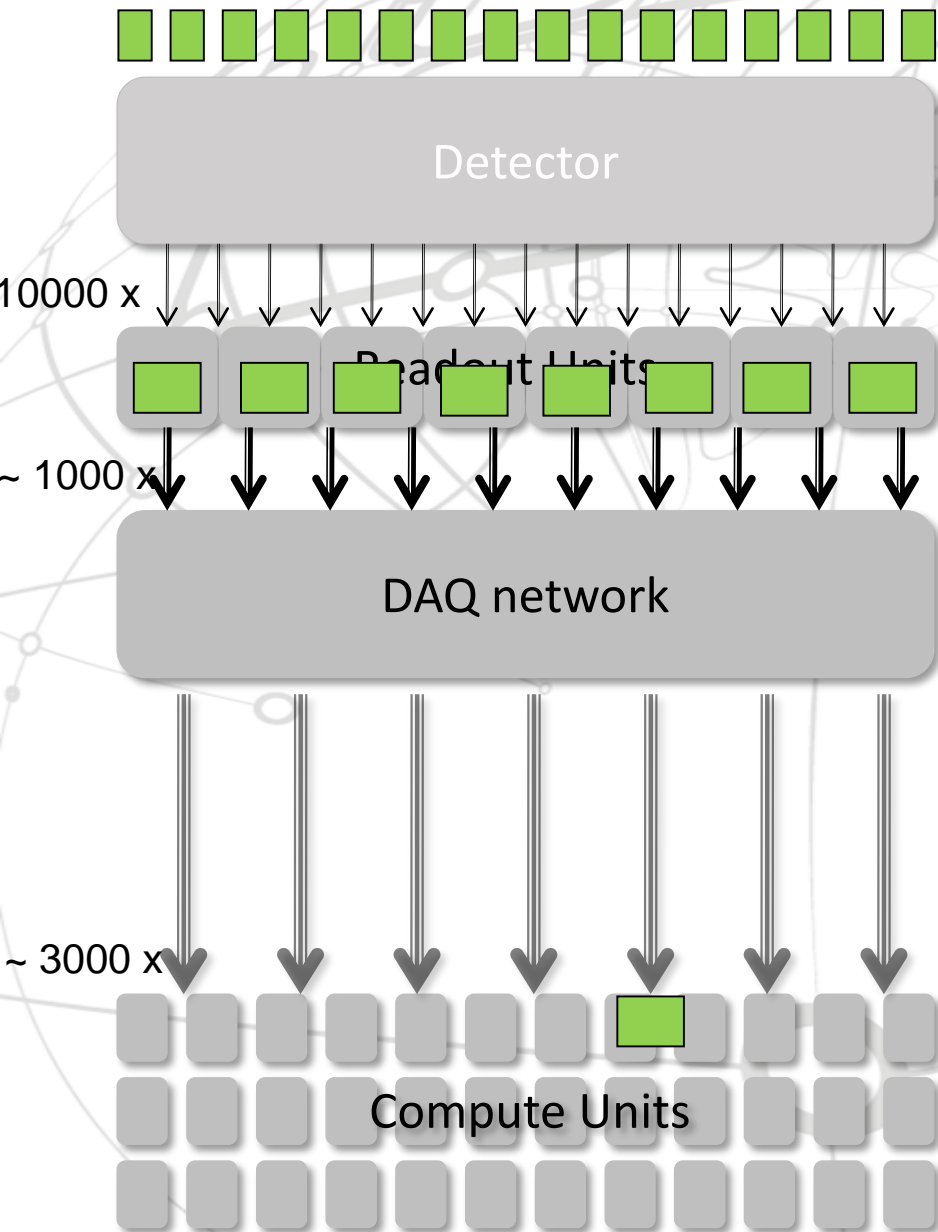 Detector
10000 x
Readout Units
~ 1000 x
DAQ network
~ 3000 x
Compute Units